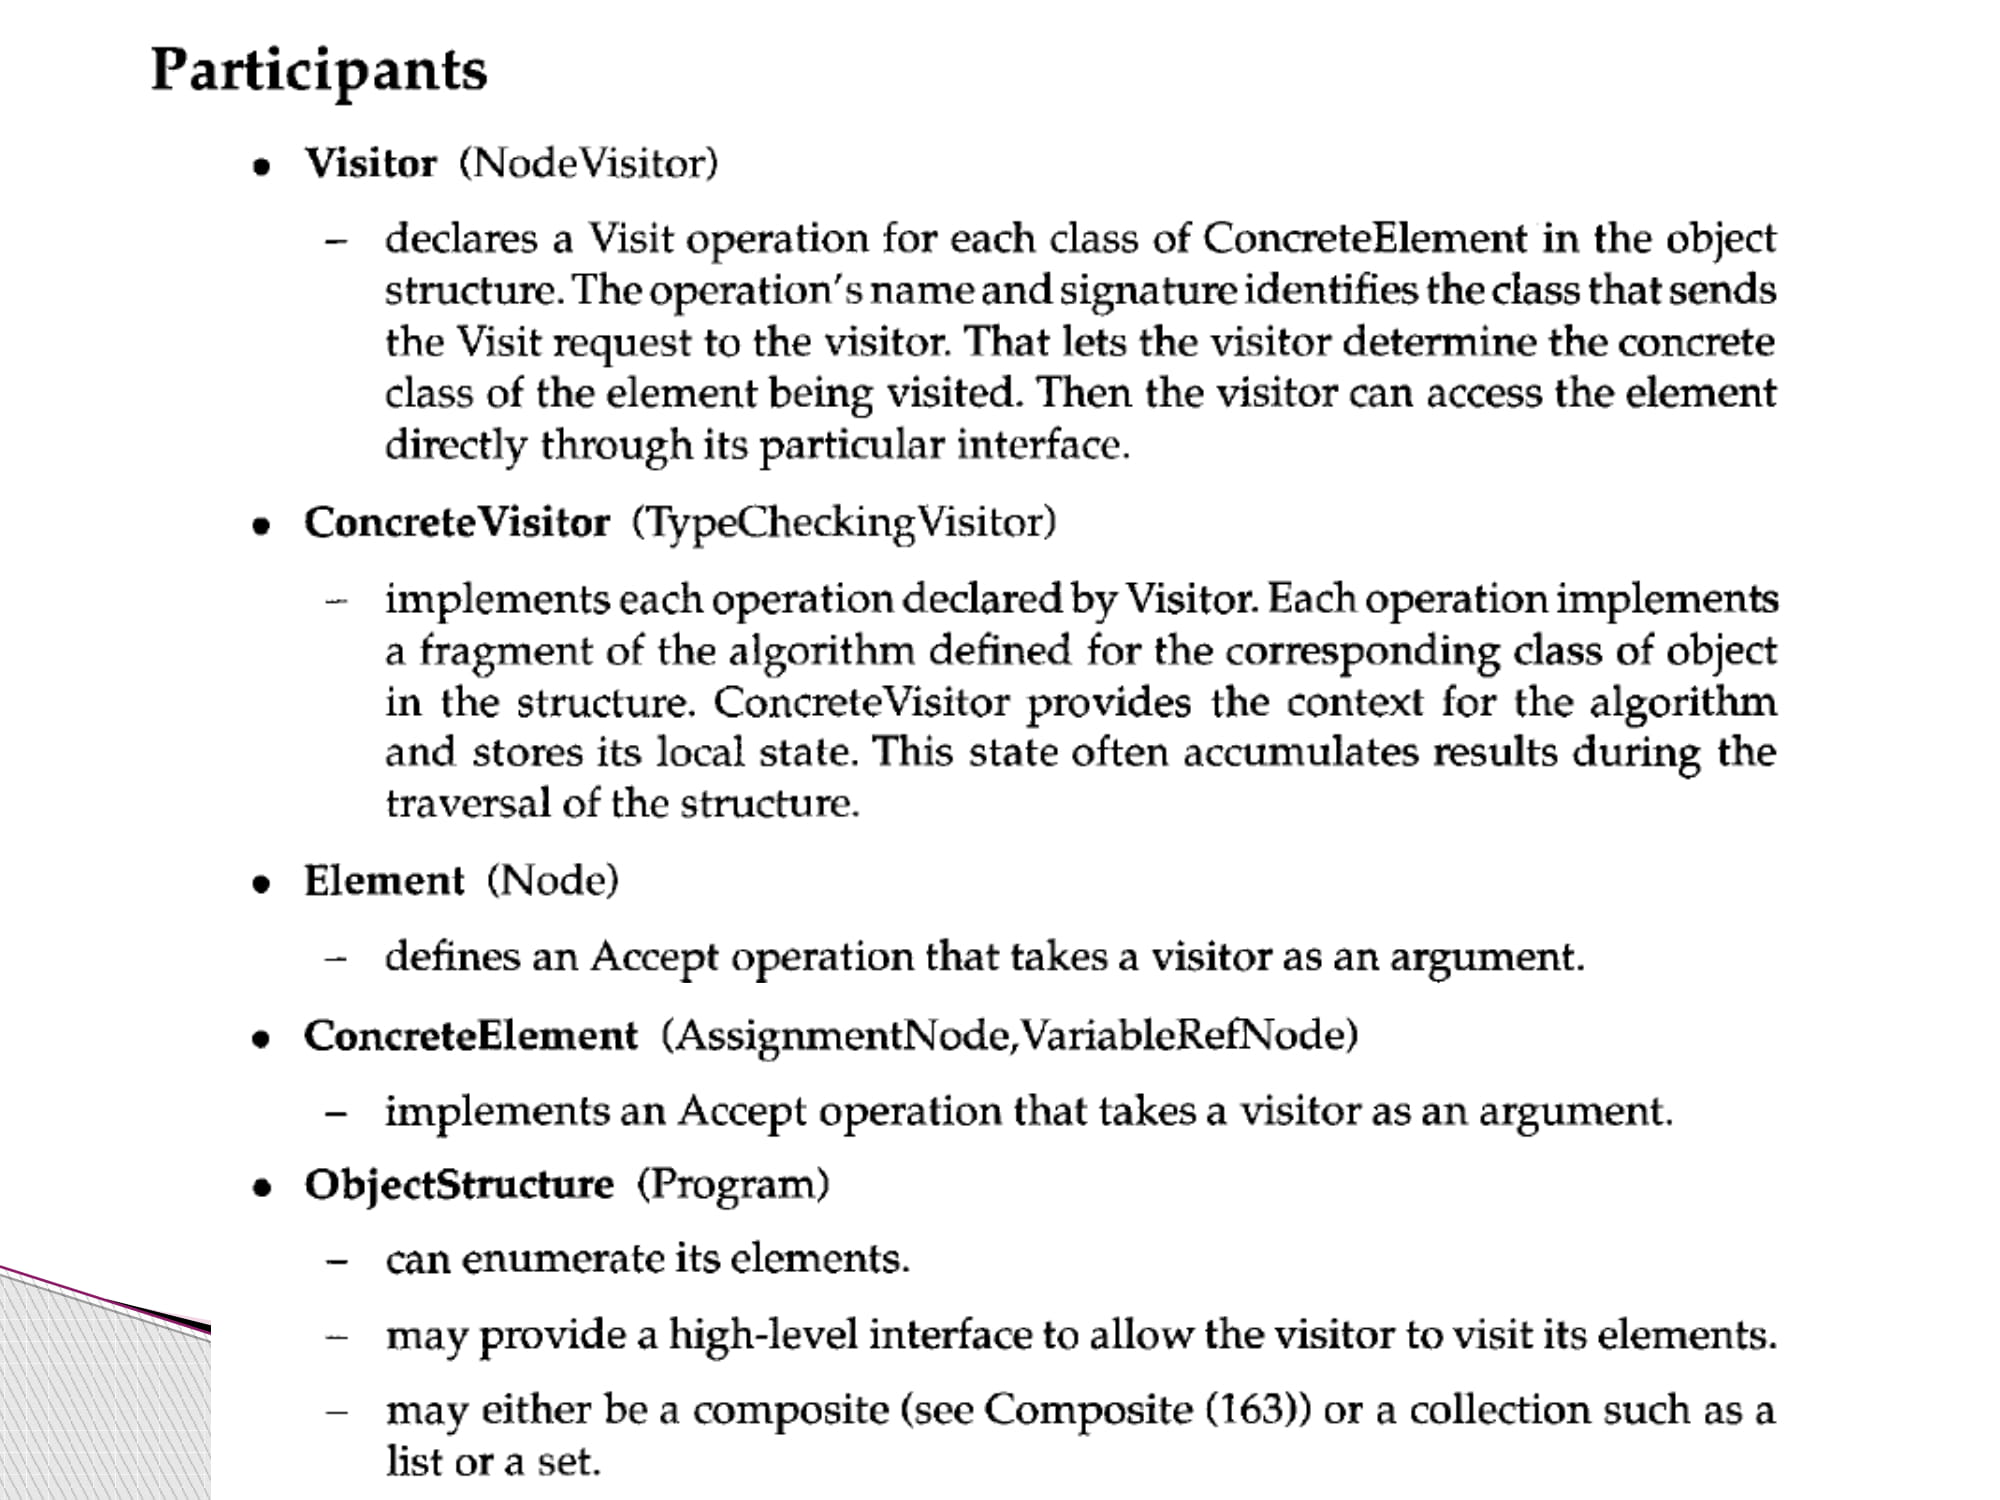 Participants
• Visitor (NodeVisitor)
– declares a Visit operation for each class of ConcreteElement in the object
structure. The operation's name and signature identifies the class that sends
the Visit request to the visitor. That lets the visitor determine the concrete
class of the element being visited. Then the visitor can access the element
directly through its particular interface.
• ConcreteVisitor (TypeCheckingVisitor)
– implements each operation declared by Visitor. Each operation implements
a fragment of the algorithm defined for the corresponding class of object
in the structure. ConcreteVisitor provides the context for the algorithm
and stores its local state. This state often accumulates results during the
traversal of the structure.
• Element (Node)
– defines an Accept operation that takes a visitor as an argument.
• ConcreteElement (AssignmentNode,VariableRefNode)
– implements an Accept operation that takes a visitor as an argument.
• ObjectStructure (Program)
– can enumerate its elements.
– may provide a high-level interface to allow the visitor to visit its elements.
– may either be a composite (see Composite (163)) or a collection such as a
list or a set.